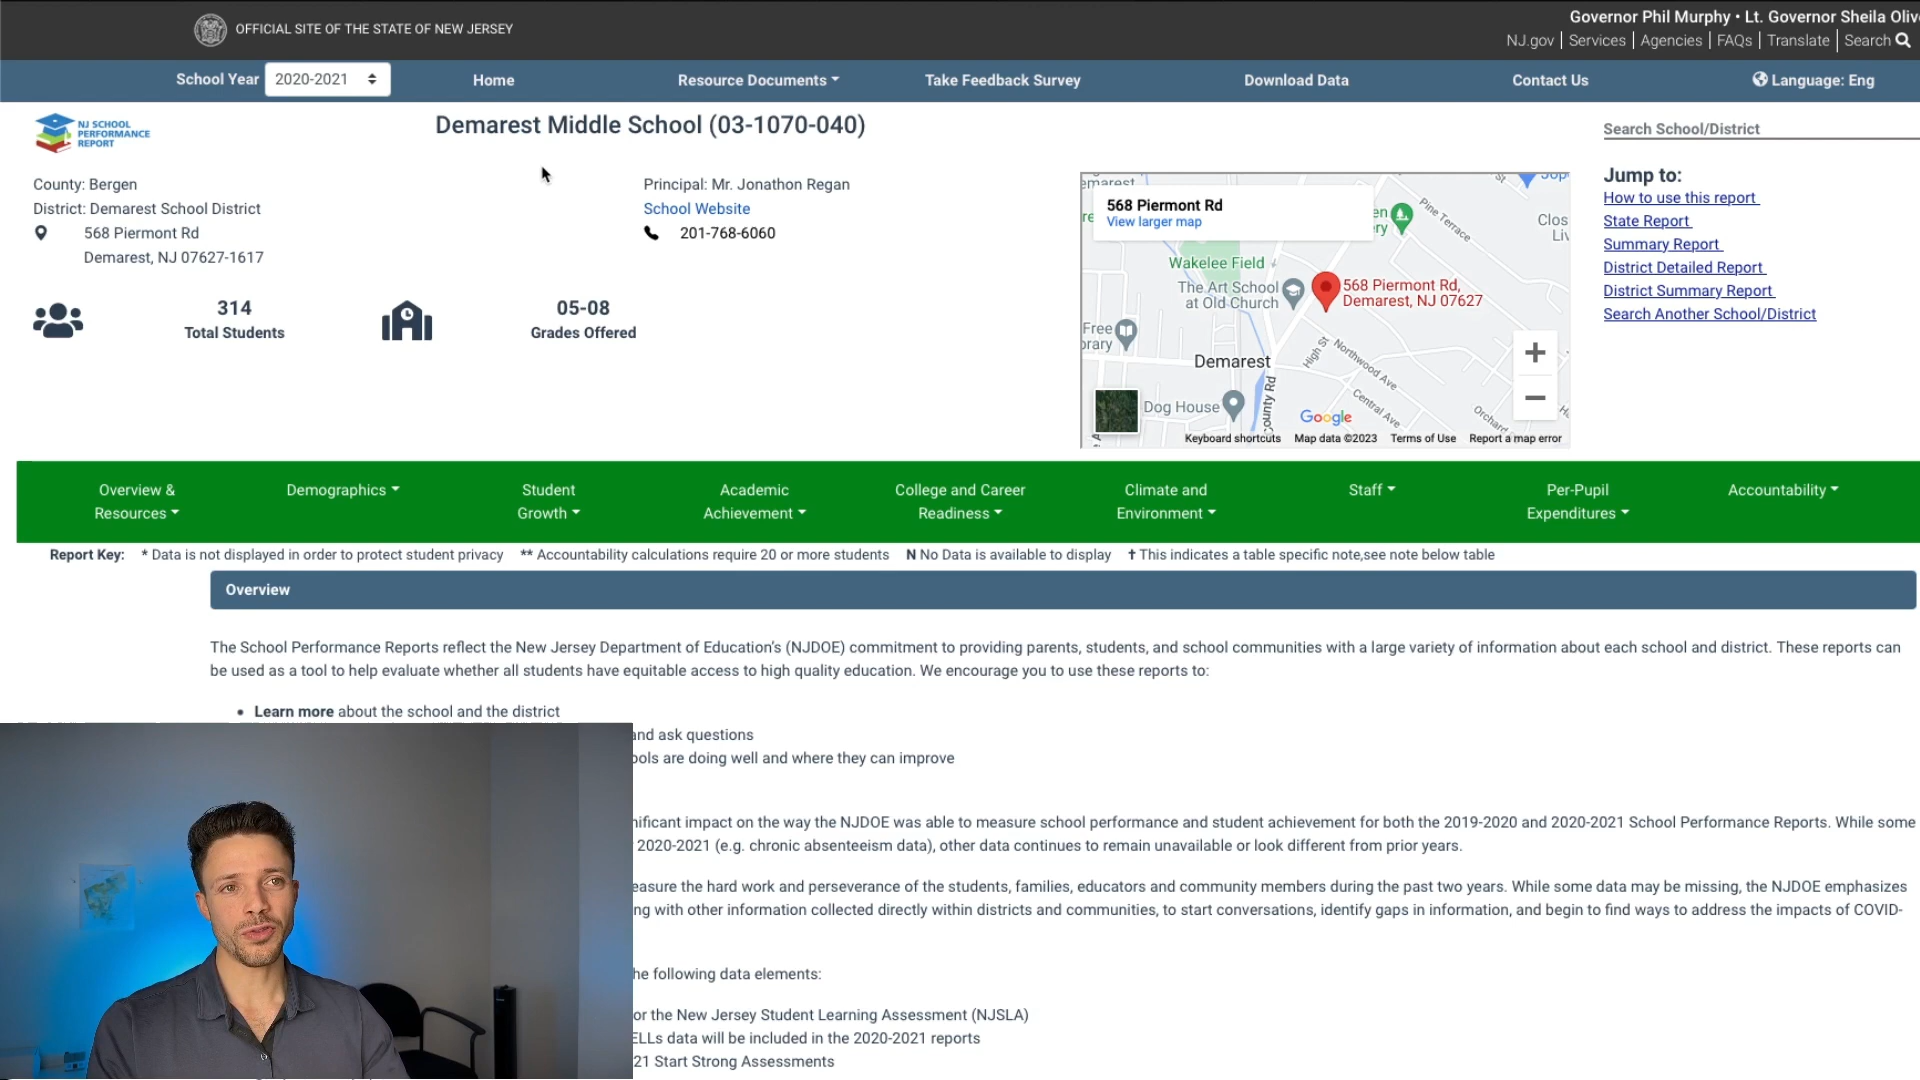 OFFICIAL SITE OF THE STATE OF NEW JERSEY
Governor Phil Murphy • Lt. Governor Sheila
NJ.gov | Services | Agencies | FAQs | Translate | Search
School Year 2020-2021
Home
Resource Documents
Take Feedback Survey
Download Data
Contact Us
Language: Eng
NJ SCHOOL
PERFORMANCE
REPORT
Demarest Middle School (03-1070-040)
Search School/District
County: Bergen
District: Demarest School District
568 Piermont Rd
Demarest, NJ 07627-1617
Principal: Mr. Jonathon Regan
School Website
201-768-6060
314
Total Students
05-08
Grades Offered
568 Piermont Rd
View larger map
Pine Terrace
Wakelee Field
The Art School
at Old Church
568 Piermont Rd,
Demarest, NJ 07627
Free
Demarest
High St
Northwood Ave
Central Ave
Dog House
Google
Keyboard shortcuts
Map data ©2023
Terms of Use
Report a map error
Jump to:
How to use this report
State Report
Summary Report
District Detailed Report
District Summary Report
Search Another School/District
Overview &
Resources
Demographics
Student
Growth
Academic
Achievement
College and Career
Readiness
Climate and
Environment
Staff
Per-Pupil
Expenditures
Accountability
Report Key: * Data is not displayed in order to protect student privacy ** Accountability calculations require 20 or more students N No Data is available to display † This indicates a table specific note,see note below table
Overview
The School Performance Reports reflect the New Jersey Department of Education's (NJDOE) commitment to providing parents, students, and school communities with a large variety of information about each school and district. These reports can
be used as a tool to help evaluate whether all students have equitable access to high quality education. We encourage you to use these reports to:
• Learn more about the school and the district
and ask questions
ools are doing well and where they can improve
nificant impact on the way the NJDOE was able to measure school performance and student achievement for both the 2019-2020 and 2020-2021 School Performance Reports. While some
2020-2021 (e.g. chronic absenteeism data), other data continues to remain unavailable or look different from prior years.
easure the hard work and perseverance of the students, families, educators and community members during the past two years. While some data may be missing, the NJDOE emphasizes
ng with other information collected directly within districts and communities, to start conversations, identify gaps in information, and begin to find ways to address the impacts of COVID-
he following data elements:
or the New Jersey Student Learning Assessment (NJSLA)
ELLs data will be included in the 2020-2021 reports
21 Start Strong Assessments